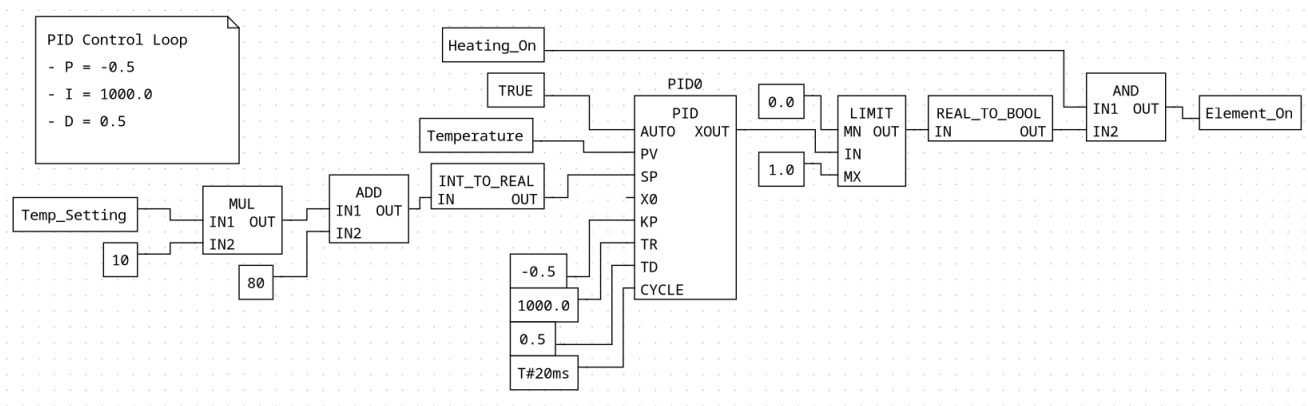 PID Control Loop
- P = -0.5
- I = 1000.0
- D = 0.5
Heating_On
TRUE
Temperature
PID0
PID
AUTO XOUT
PV
SP
X0
KP
TR
TD
CYCLE
0.0
1.0
LIMIT
MN OUT
IN
MX
REAL_TO_BOOL
IN OUT
AND
IN1 OUT
IN2
Element_On
Temp_Setting
10
MUL
IN1 OUT
IN2
80
ADD
IN1 OUT
IN2
INT_TO_REAL
IN OUT
-0.5
1000.0
0.5
T#20ms